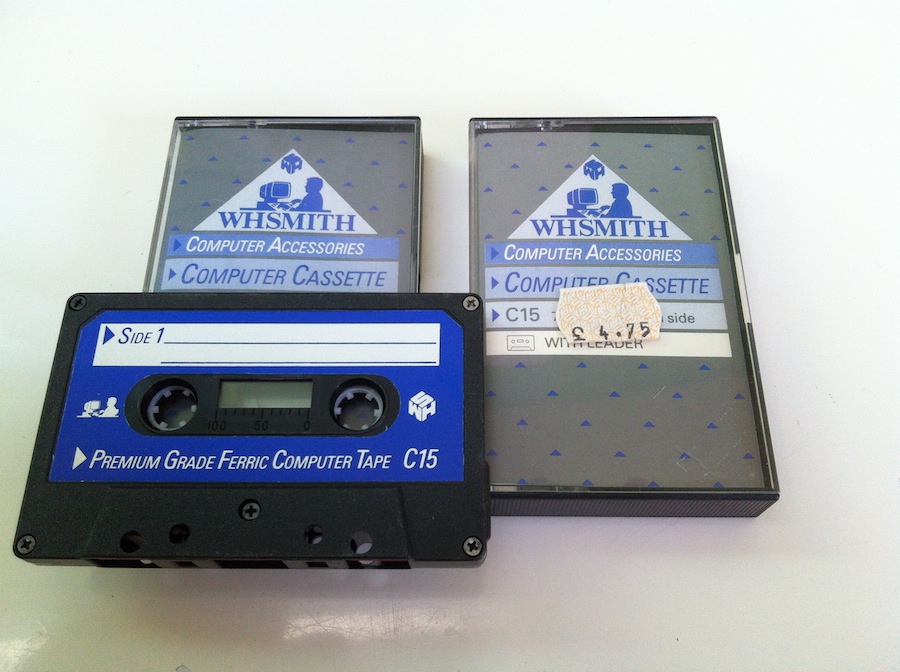 WHSMITH
COMPUTER ACCESSORIES
COMPUTER CASSETTE
WHSMITH
COMPUTER ACCESSORIES
COMPUTER CASSETTE
C15 side
£ 4.75
WITH LEADER
SIDE 1
100 50 0
PREMIUM GRADE FERRIC COMPUTER TAPE C15